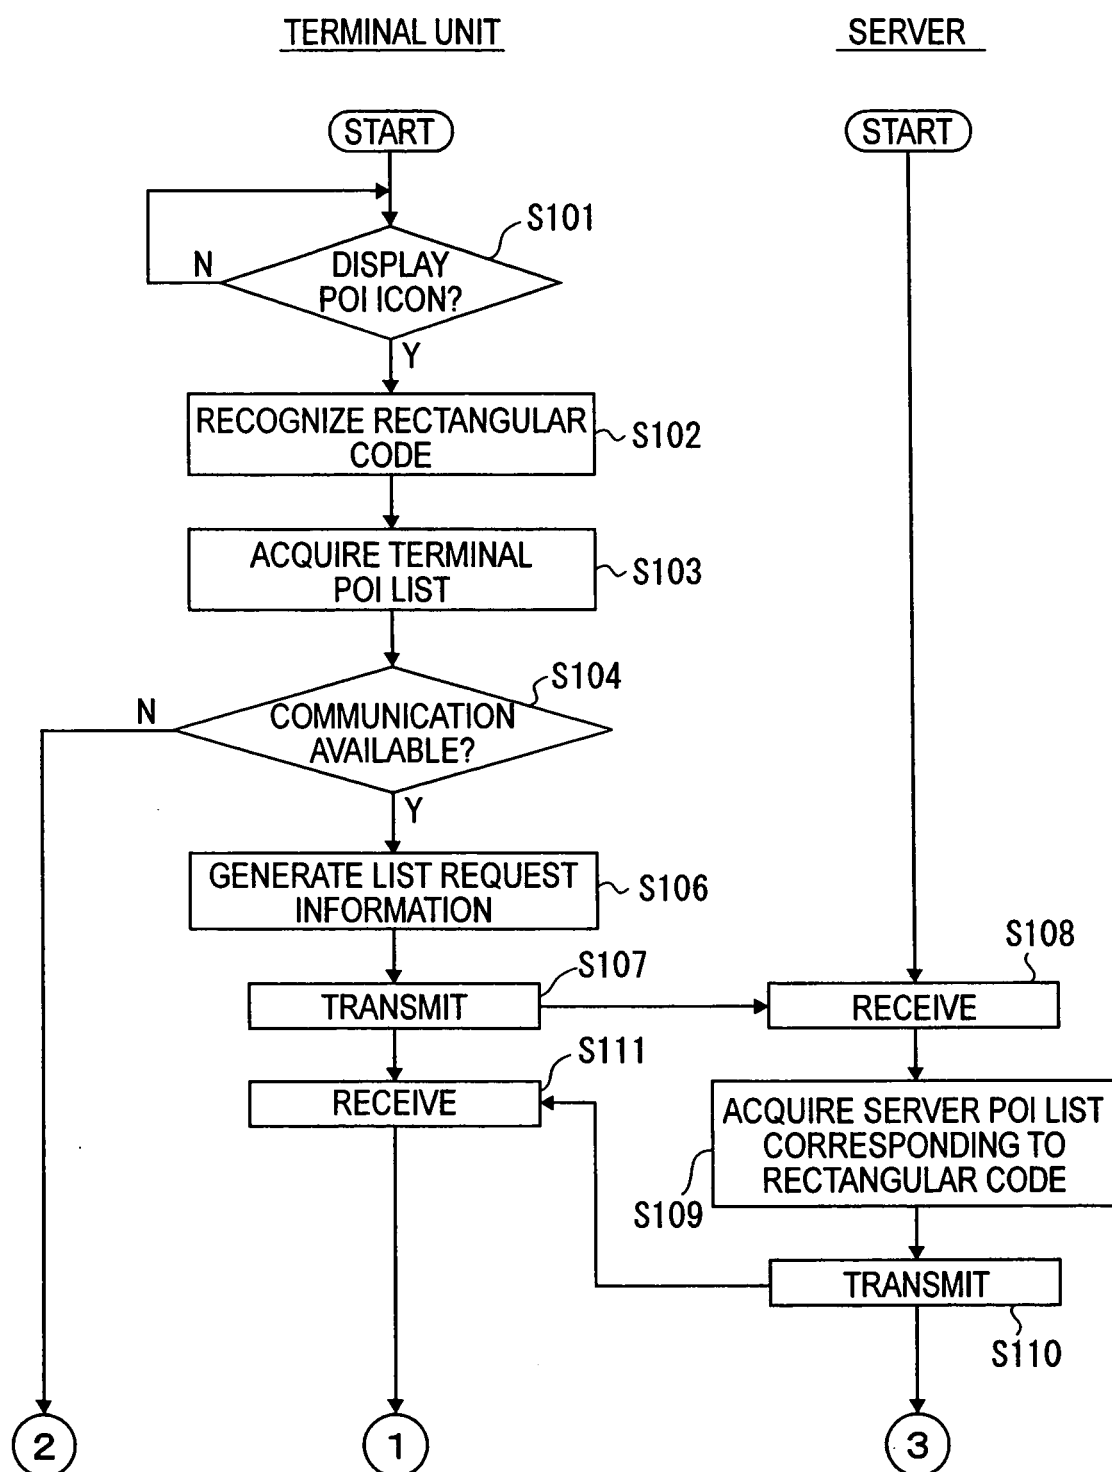 TERMINAL UNIT
SERVER
START
START
S101
N
DISPLAY
POI ICON?
Y
RECOGNIZE RECTANGULAR
CODE
S102
ACQUIRE TERMINAL
POI LIST
S103
S104
N
COMMUNICATION
AVAILABLE?
Y
GENERATE LIST REQUEST
INFORMATION
S106
S107
S108
TRANSMIT
RECEIVE
S111
RECEIVE
ACQUIRE SERVER POI LIST
CORRESPONDING TO
RECTANGULAR CODE
S109
TRANSMIT
S110
2
1
3